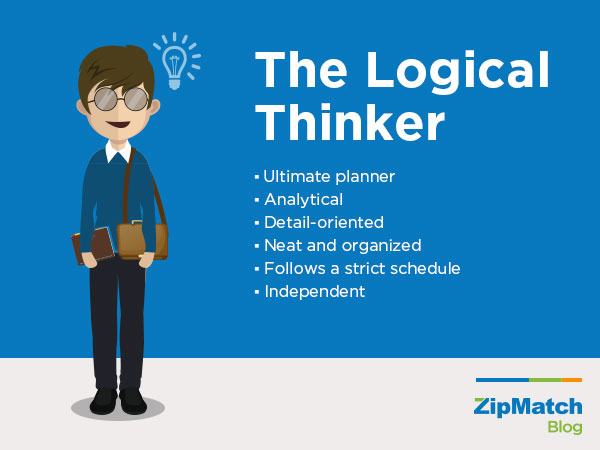 The Logical
Thinker
▪ Ultimate planner
▪ Analytical
▪ Detail-oriented
▪ Neat and organized
▪ Follows a strict schedule
▪ Independent
ZipMatch
Blog